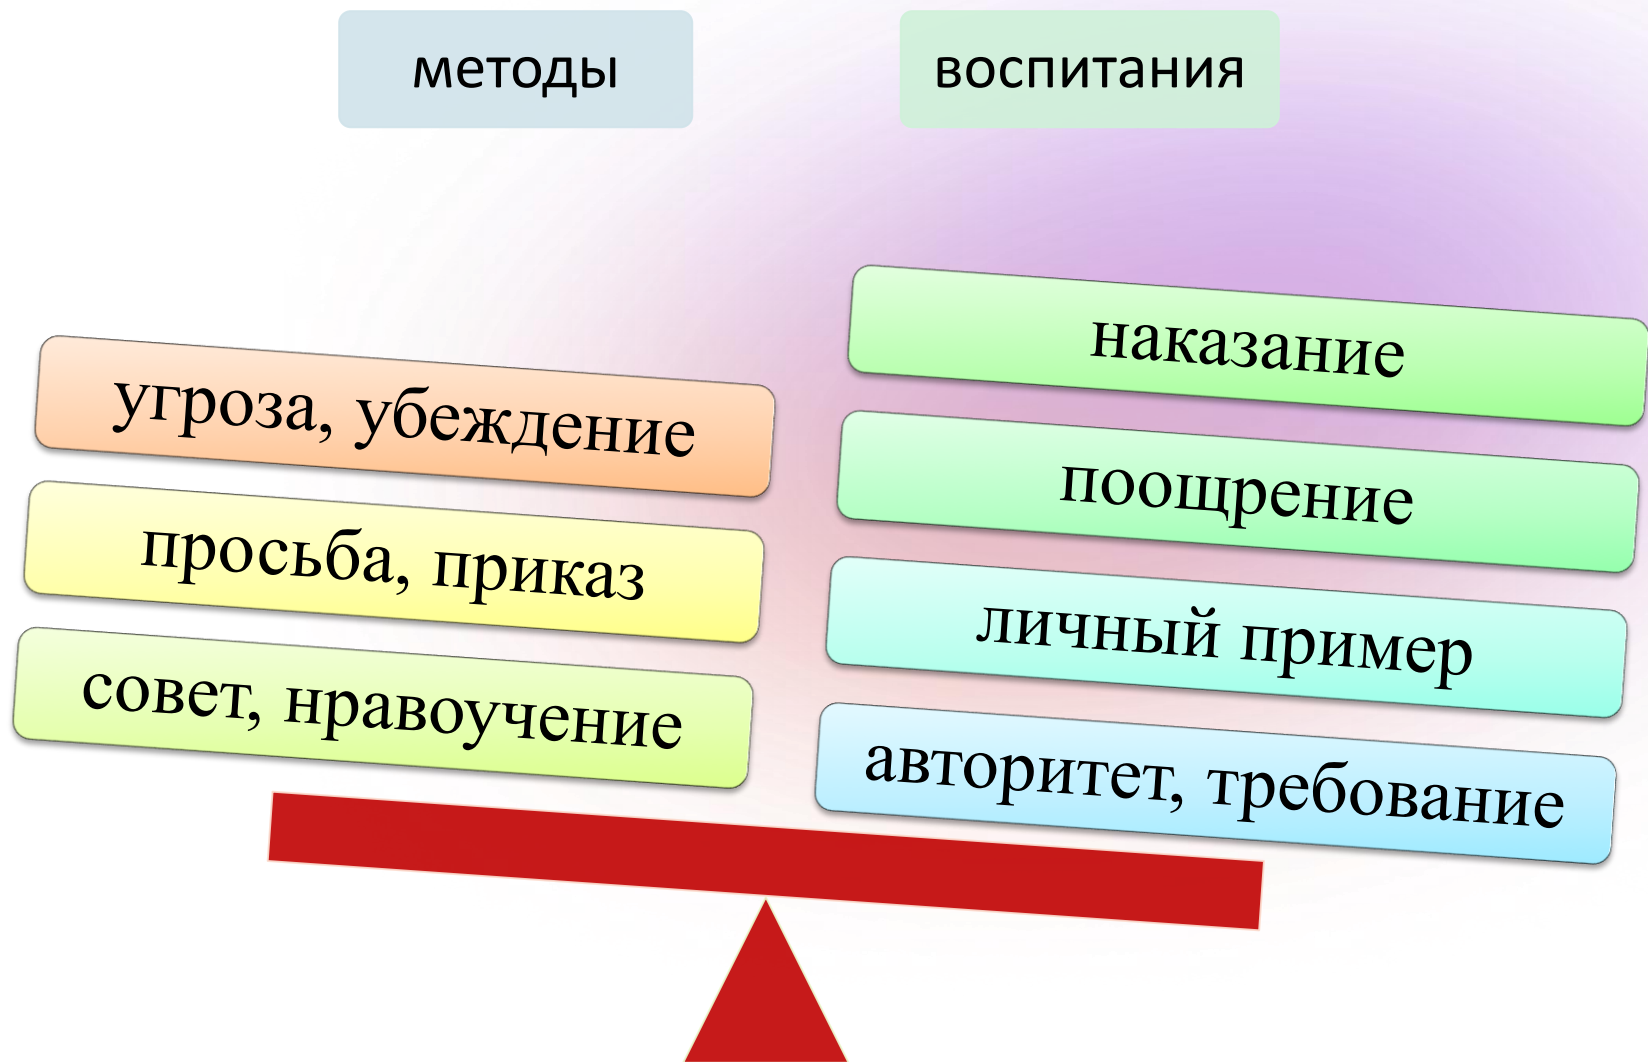 методы
воспитания
угроза, убеждение
просьба, приказ
совет, нравоучение
наказание
поощрение
личный пример
авторитет, требование